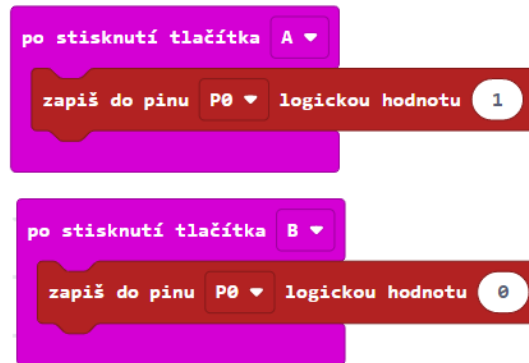 po stisknutí tlačítka A
zapiš do pinu P0 logickou hodnotu 1
po stisknutí tlačítka B
zapiš do pinu P0 logickou hodnotu 0